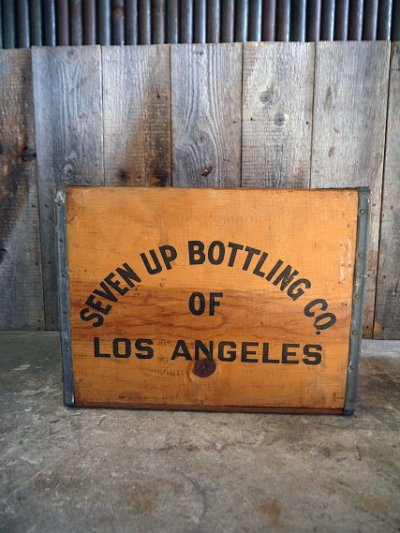 SEVEN UP BOTTLING CO.
OF
LOS ANGELES